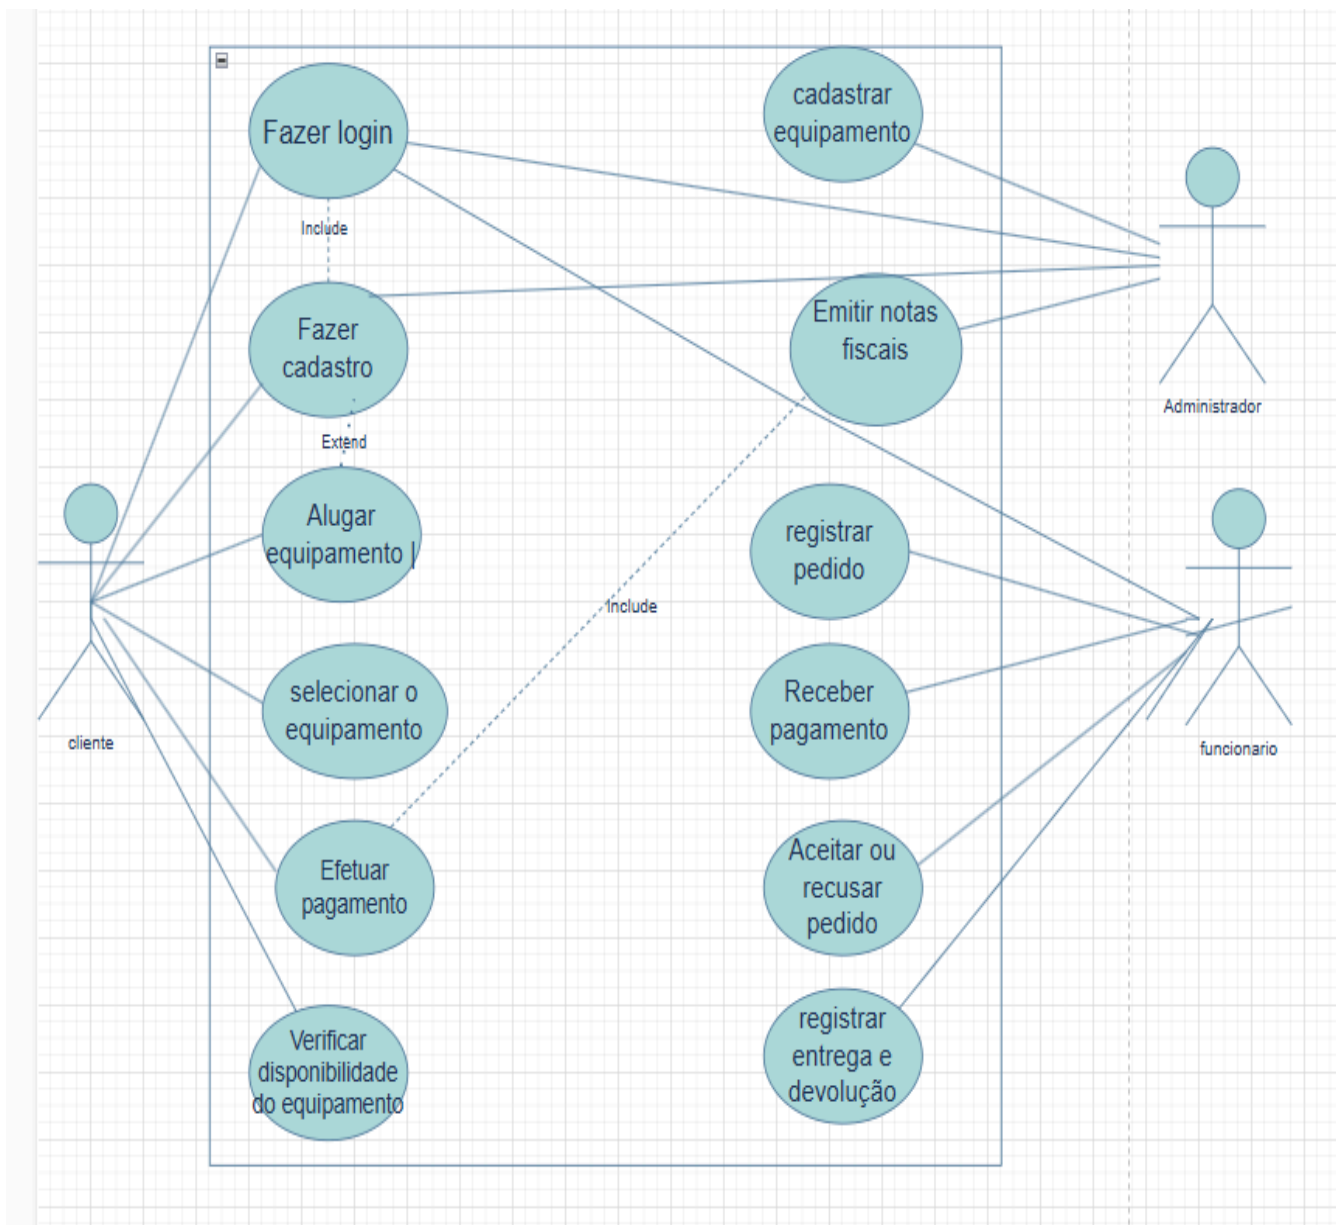 Fazer login
cadastrar
equipamento
Include
Fazer
cadastro
Emitir notas
fiscais
Administrador
Extend
Alugar
equipamento |
registrar
pedido
Include
selecionar o
equipamento
Receber
pagamento
cliente
funcionario
Efetuar
pagamento
Aceitar ou
recusar
pedido
Verificar
disponibilidade
do equipamento
registrar
entrega e
devolução